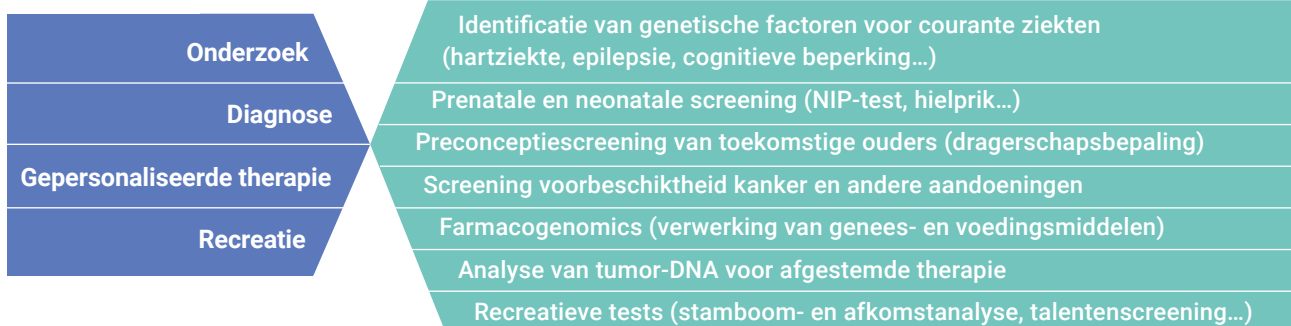 Onderzoek
Diagnose
Gepersonaliseerde therapie
Recreatie
Identificatie van genetische factoren voor courante ziekten
(hartziekte, epilepsie, cognitieve beperking…)
Prenatale en neonatale screening (NIP-test, hielprik…)
Preconceptiescreening van toekomstige ouders (dragerschapsbepaling)
Screening voorbeschiktheid kanker en andere aandoeningen
Farmacogenomics (verwerking van genees- en voedingsmiddelen)
Analyse van tumor-DNA voor afgestemde therapie
Recreatieve tests (stamboom- en afkomstanalyse, talentenscreening…)